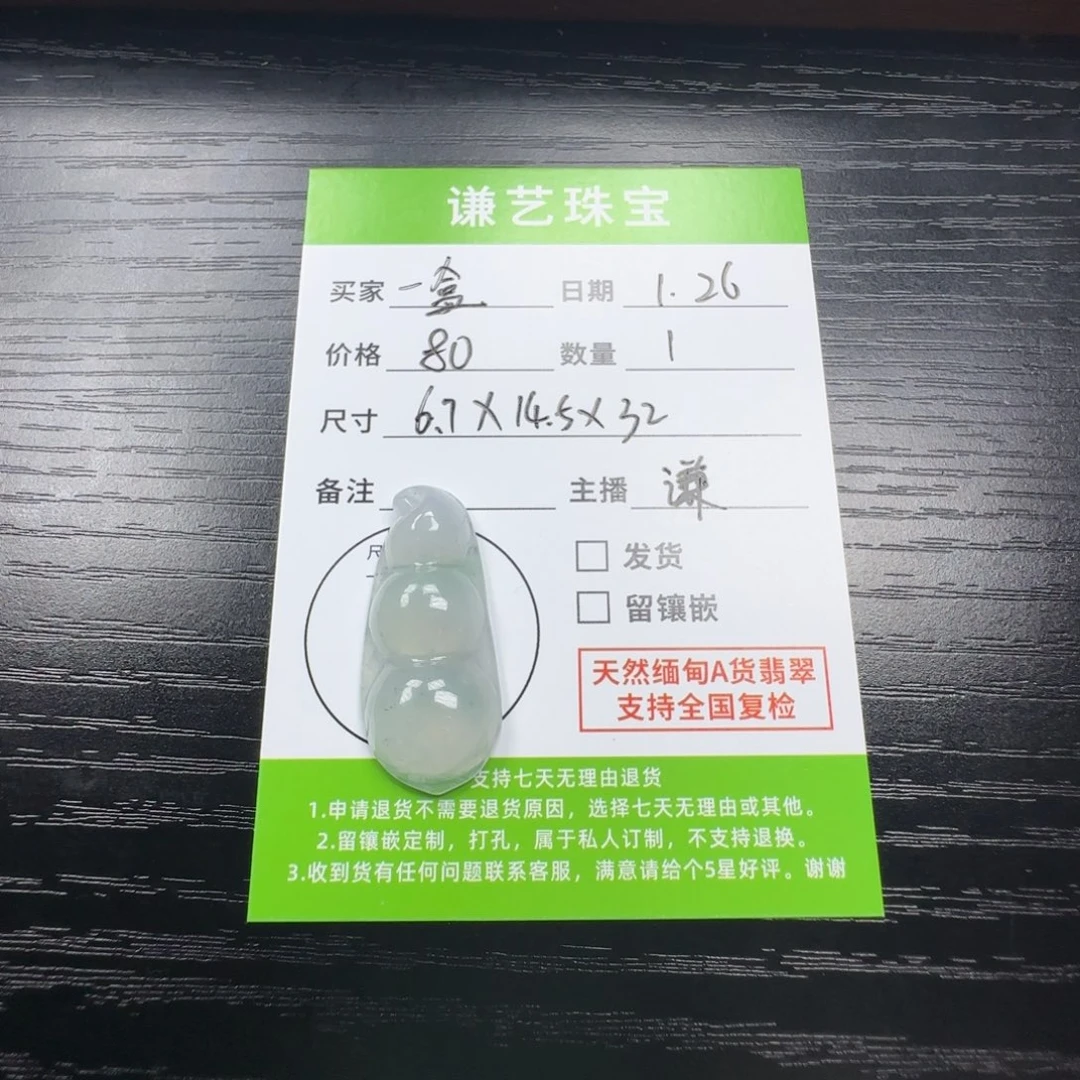 谦艺珠宝
买家 一盒 日期 1.26
价格 80 数量 1
尺寸 6.7X14.5X32
备注 主播 谦
尺
发货
留镶嵌
天然缅甸A货翡翠
支持全国复检
支持七天无理由退货
1.申请退货不需要退货原因，选择七天无理由或其他。
2.留镶嵌定制，打孔，属于私人订制，不支持退换。
3.收到货有任何问题联系客服，满意请给个5星好评。谢谢